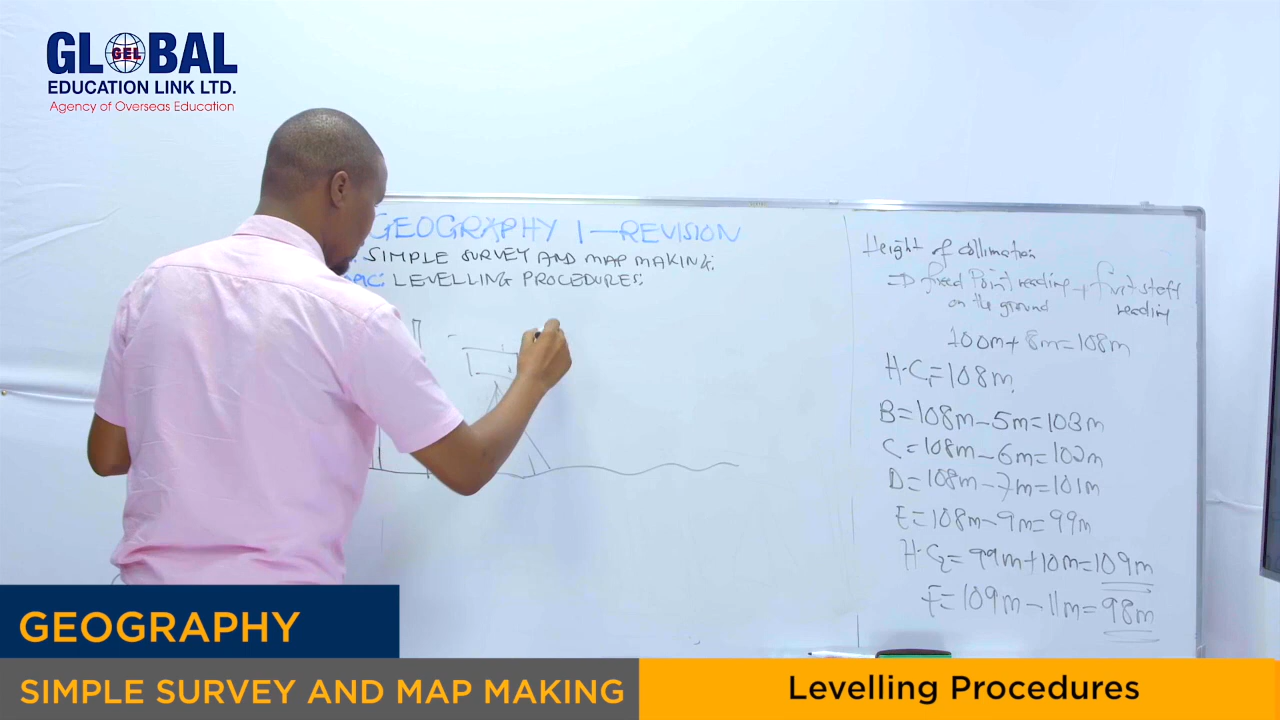 GLOBAL
GEL
EDUCATION LINK LTD.
Agency of Overseas Education
GEOGRAPHY 1—REVISION
SIMPLE SURVEY AND MAP MAKING.
LEVELLING PROCEDURES:
Height of collimation
=> fixed Point reading + first staff
on the ground reading
100m+8m=108m
H.C₁=108m.
B=108m-5m=103m
C=108m-6m=102m
D=108m-7m=101m
E=108m-9m=99m
H.C₂=99m+10m=109m
F=109m-11m=98m
GEOGRAPHY
SIMPLE SURVEY AND MAP MAKING
Levelling Procedures